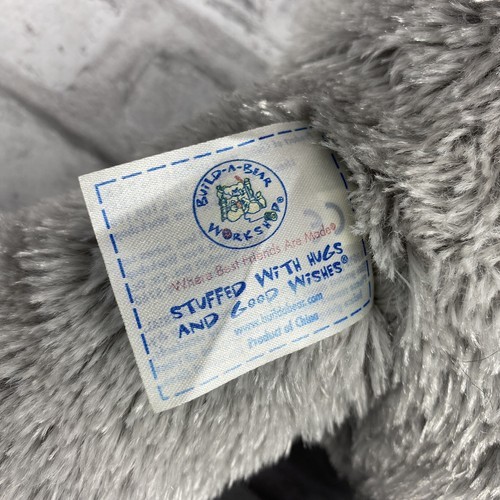 BUILD-A-BEAR
WORKSHOP®
Where Best Friends Are Made®
STUFFED WITH HUGS
AND GOOD WISHES®
www.buildabear.com
Product of China
CE